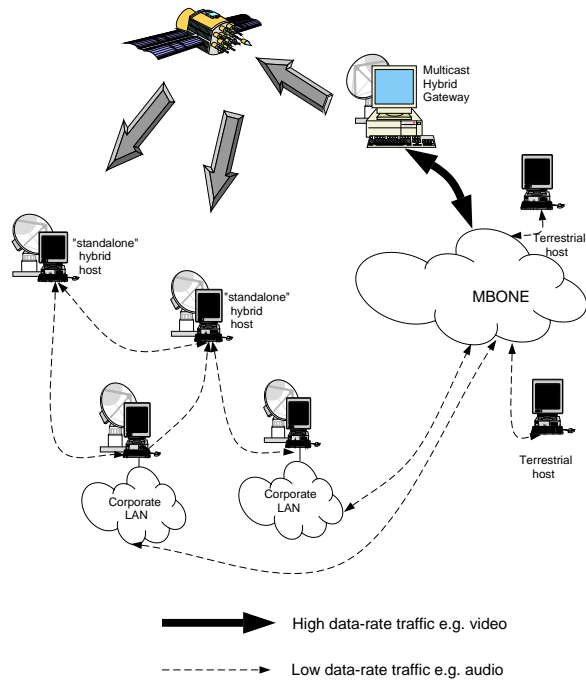 Multicast
Hybrid
Gateway
Terrestrial
host
"standalone"
hybrid
host
"standalone"
hybrid
host
MBONE
Terrestrial
host
Corporate
LAN
Corporate
LAN
High data-rate traffic e.g. video
Low data-rate traffic e.g. audio